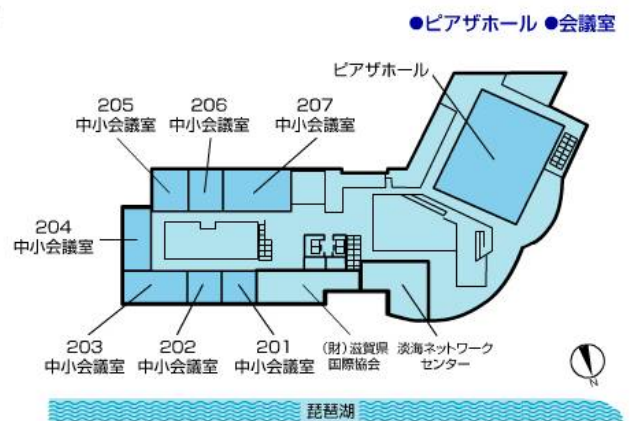 ●ピアザホール ●会議室
ピアザホール
205
中小会議室
206
中小会議室
207
中小会議室
204
中小会議室
203
中小会議室
202
中小会議室
201
中小会議室
(財)滋賀県
国際協会
淡海ネットワーク
センター
N
琵琶湖